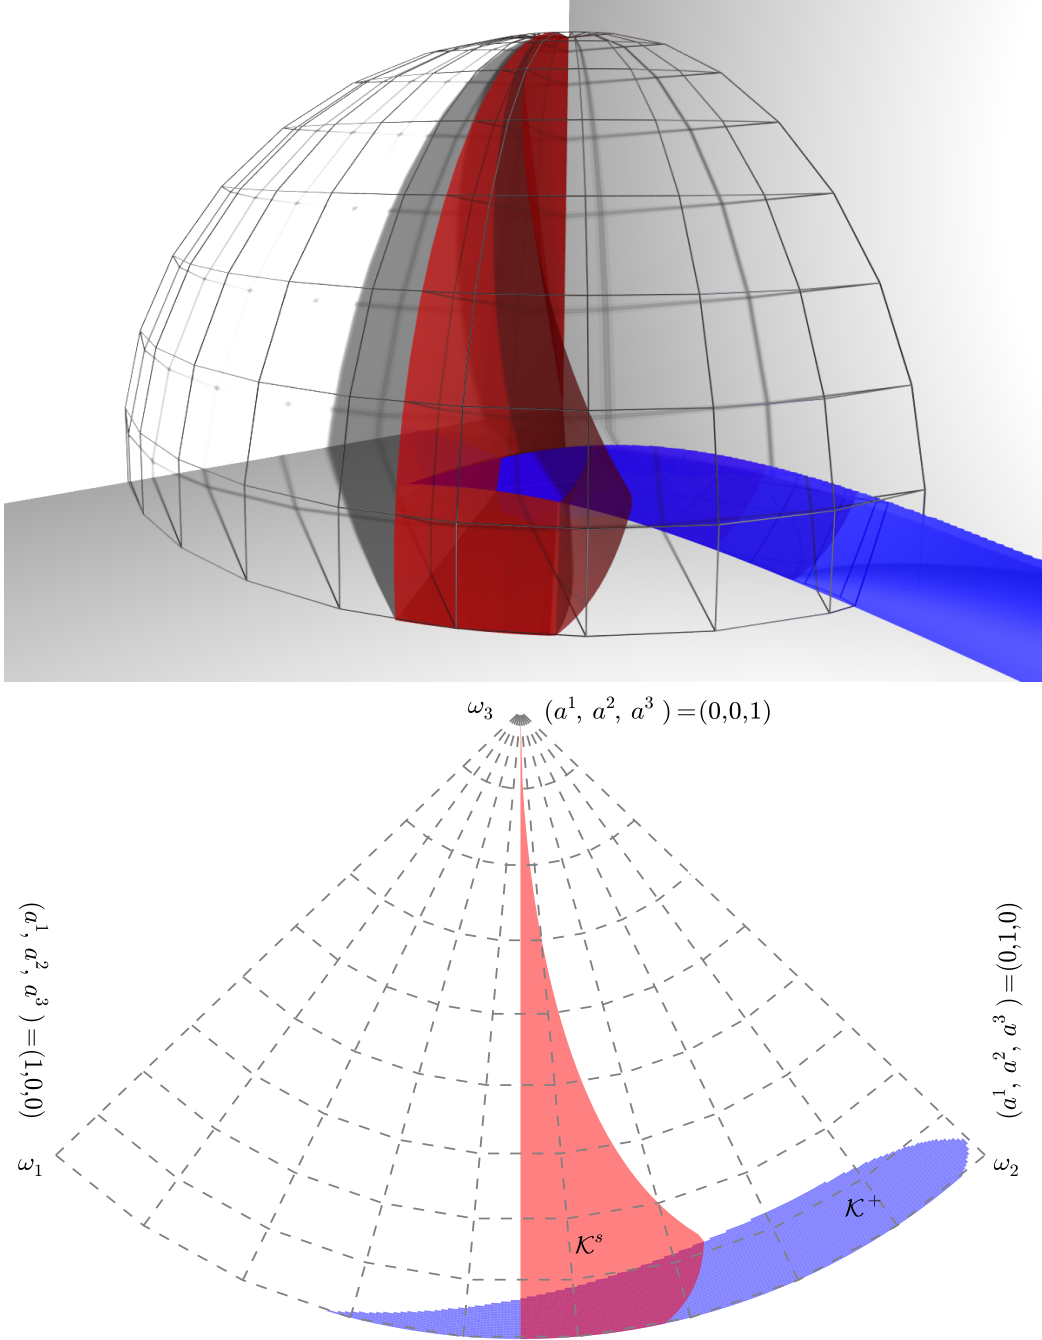 ω₃ (a¹, a², a³ )=(0,0,1)
(a¹, a², a³ )=(1,0,0)
(a¹, a², a³ )=(0,1,0)
ω₁
ω₂
𝒦⁺
𝒦ˢ